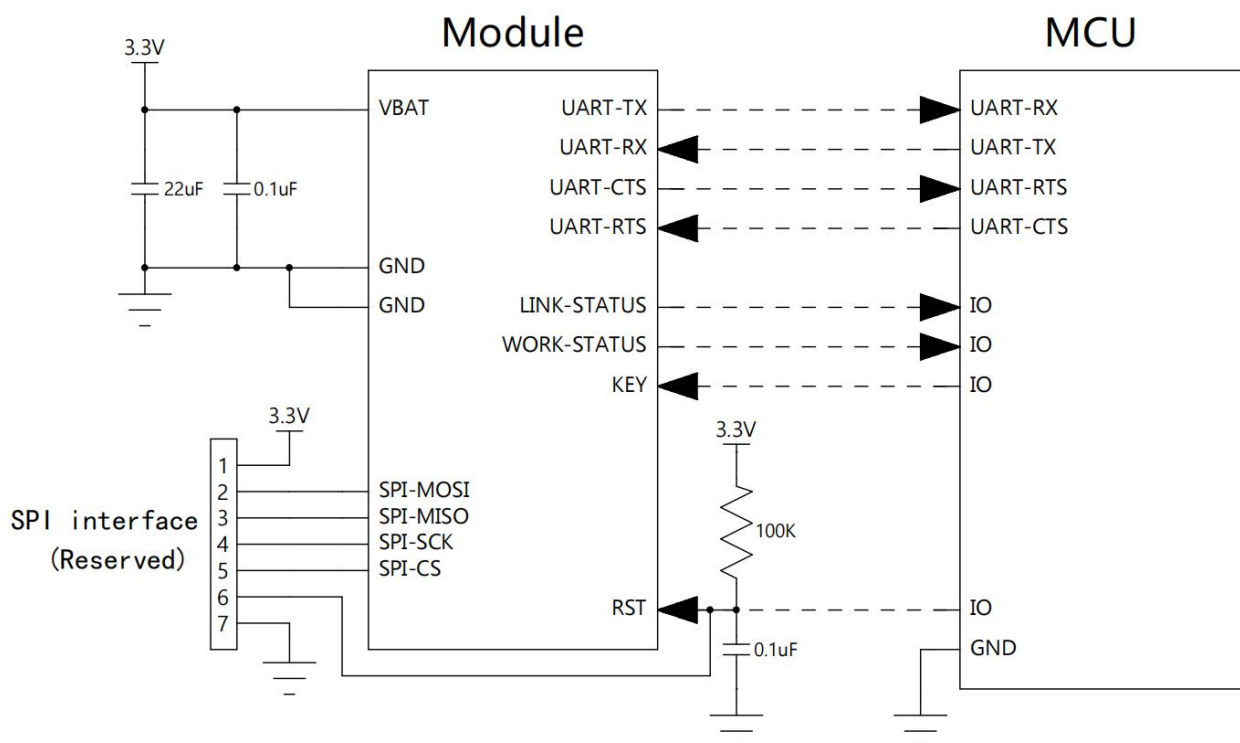 Module
MCU
3.3V
VBAT
UART-TX
UART-RX
UART-RX
UART-TX
22uF
0.1uF
UART-CTS
UART-RTS
UART-RTS
UART-CTS
GND
GND
LINK-STATUS
IO
WORK-STATUS
IO
KEY
IO
3.3V
3.3V
1
2
SPI-MOSI
SPI interface
(Reserved)
3
SPI-MISO
4
SPI-SCK
5
SPI-CS
6
7
100K
RST
IO
0.1uF
GND